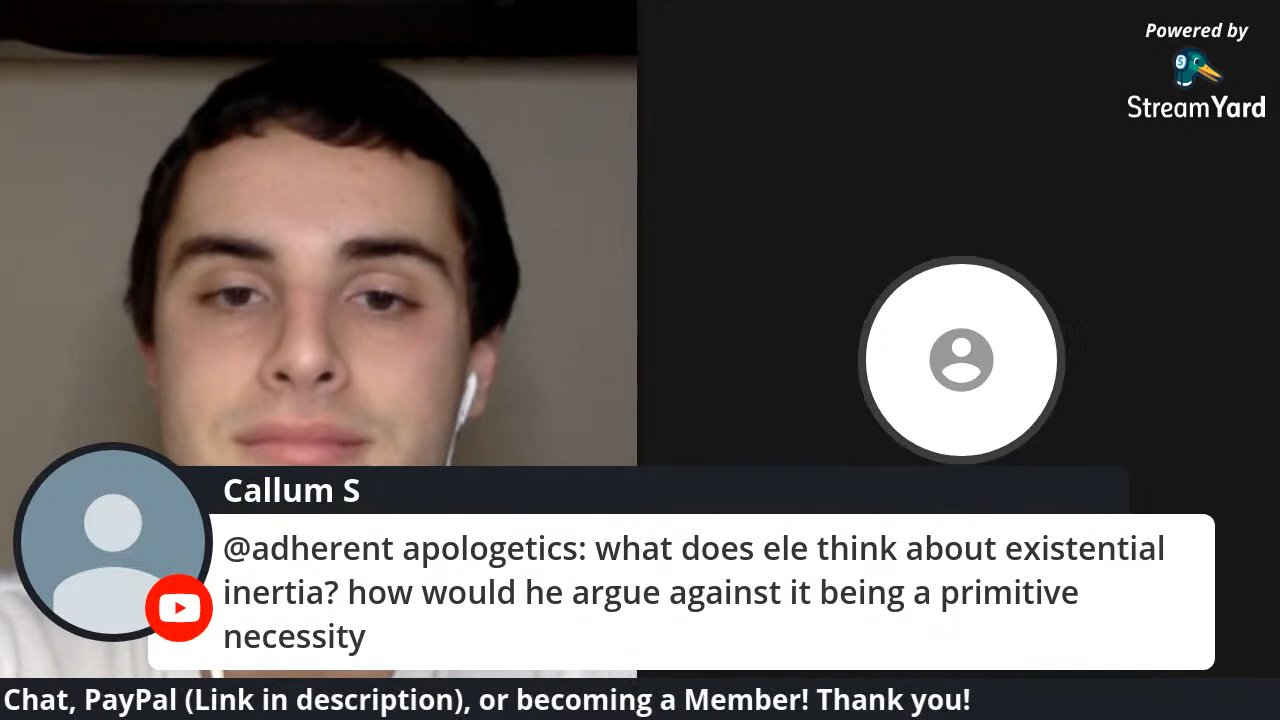 Powered by
StreamYard
Callum S
@adherent apologetics: what does ele think about existential
inertia? how would he argue against it being a primitive
necessity
Chat, PayPal (Link in description), or becoming a Member! Thank you!